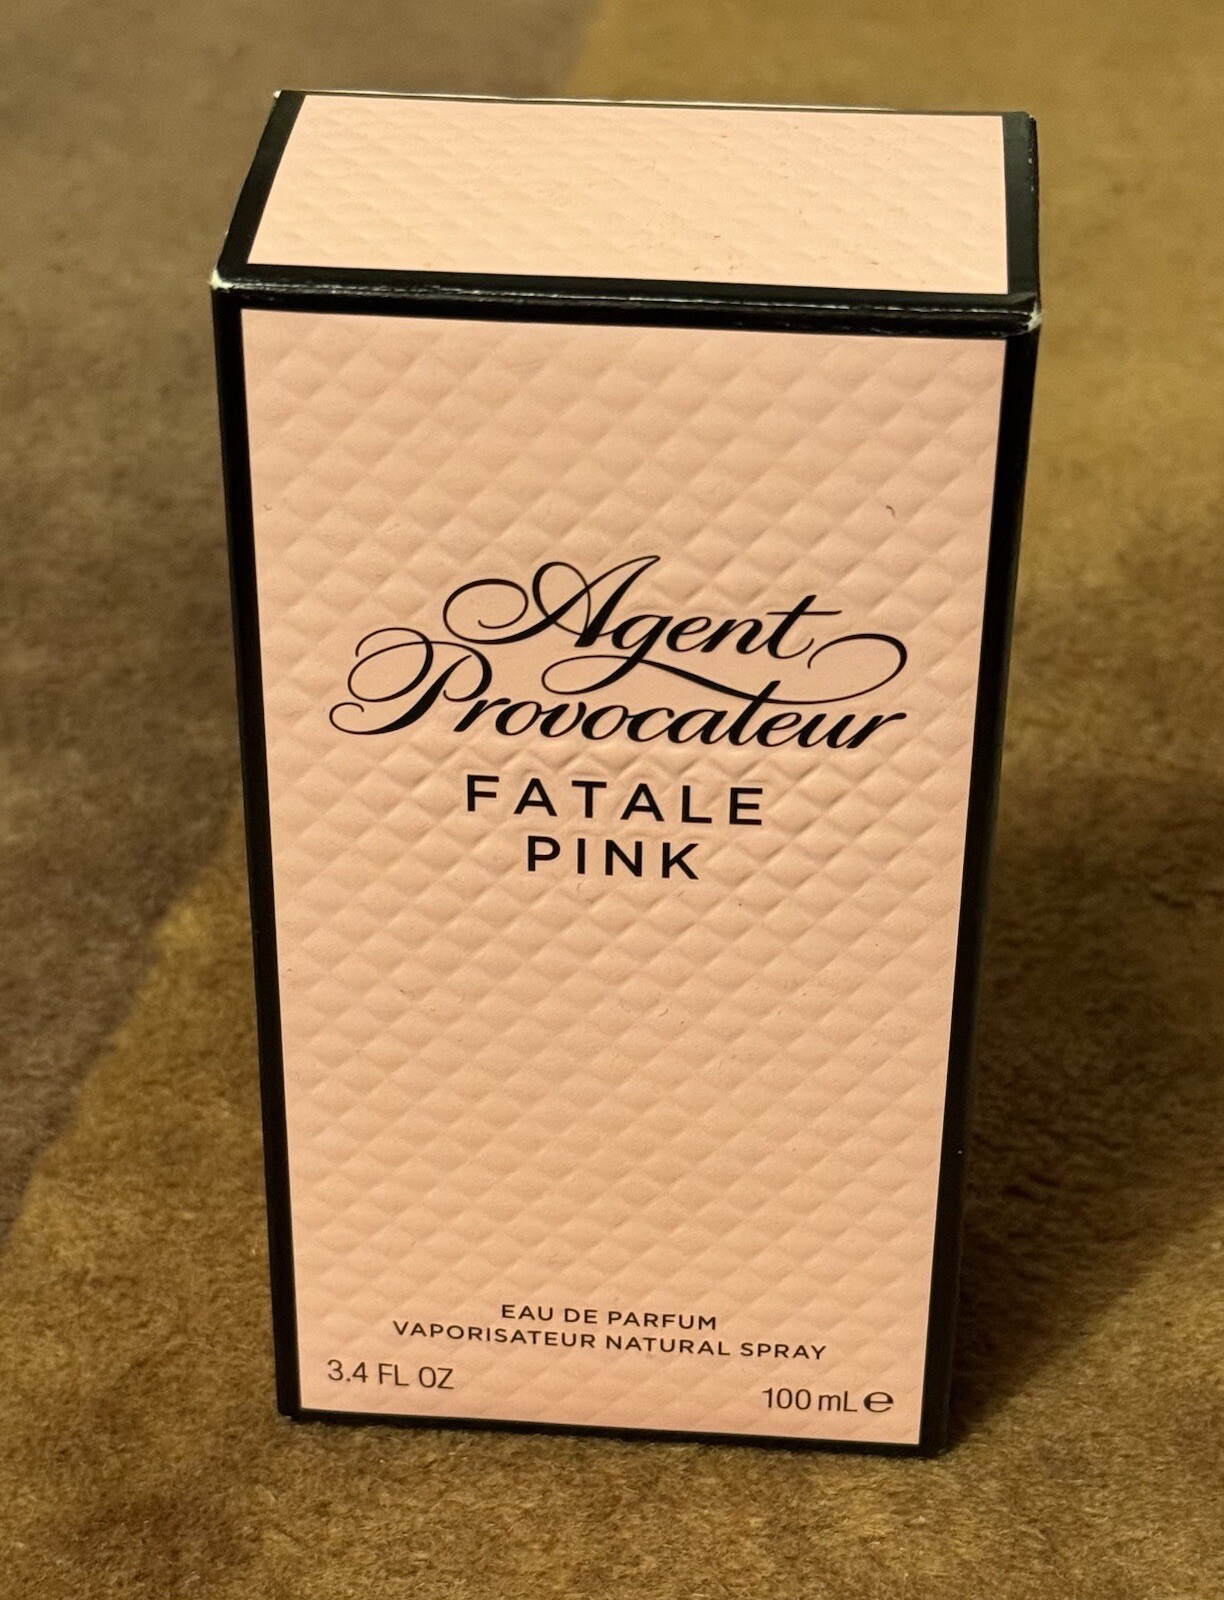 Agent
Provocateur
FATALE
PINK
EAU DE PARFUM
VAPORISATEUR NATURAL SPRAY
3.4 FL OZ
100 mL ℮